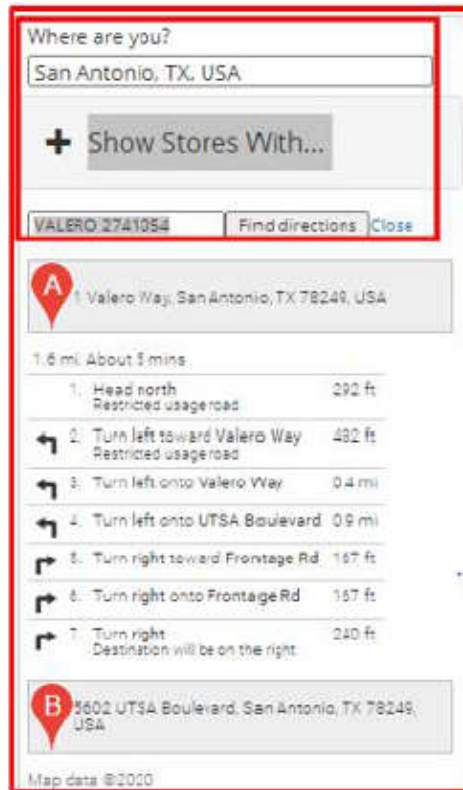 Where are you?
San Antonio, TX, USA
+ Show Stores With...
VALERO 2741054 Find directions Close
A
1 Valero Way, San Antonio, TX 78249, USA
1.6 mi. About 5 mins
1. Head north 292 ft
Restricted usage road
2. Turn left toward Valero Way 482 ft
Restricted usage road
3. Turn left onto Valero Way 0.4 mi
4. Turn left onto UTSA Boulevard 0.9 mi
5. Turn right toward Frontage Rd 167 ft
6. Turn right onto Frontage Rd 167 ft
7. Turn right 240 ft
Destination will be on the right
B
5602 UTSA Boulevard, San Antonio, TX 78249,
USA
Map data ©2020